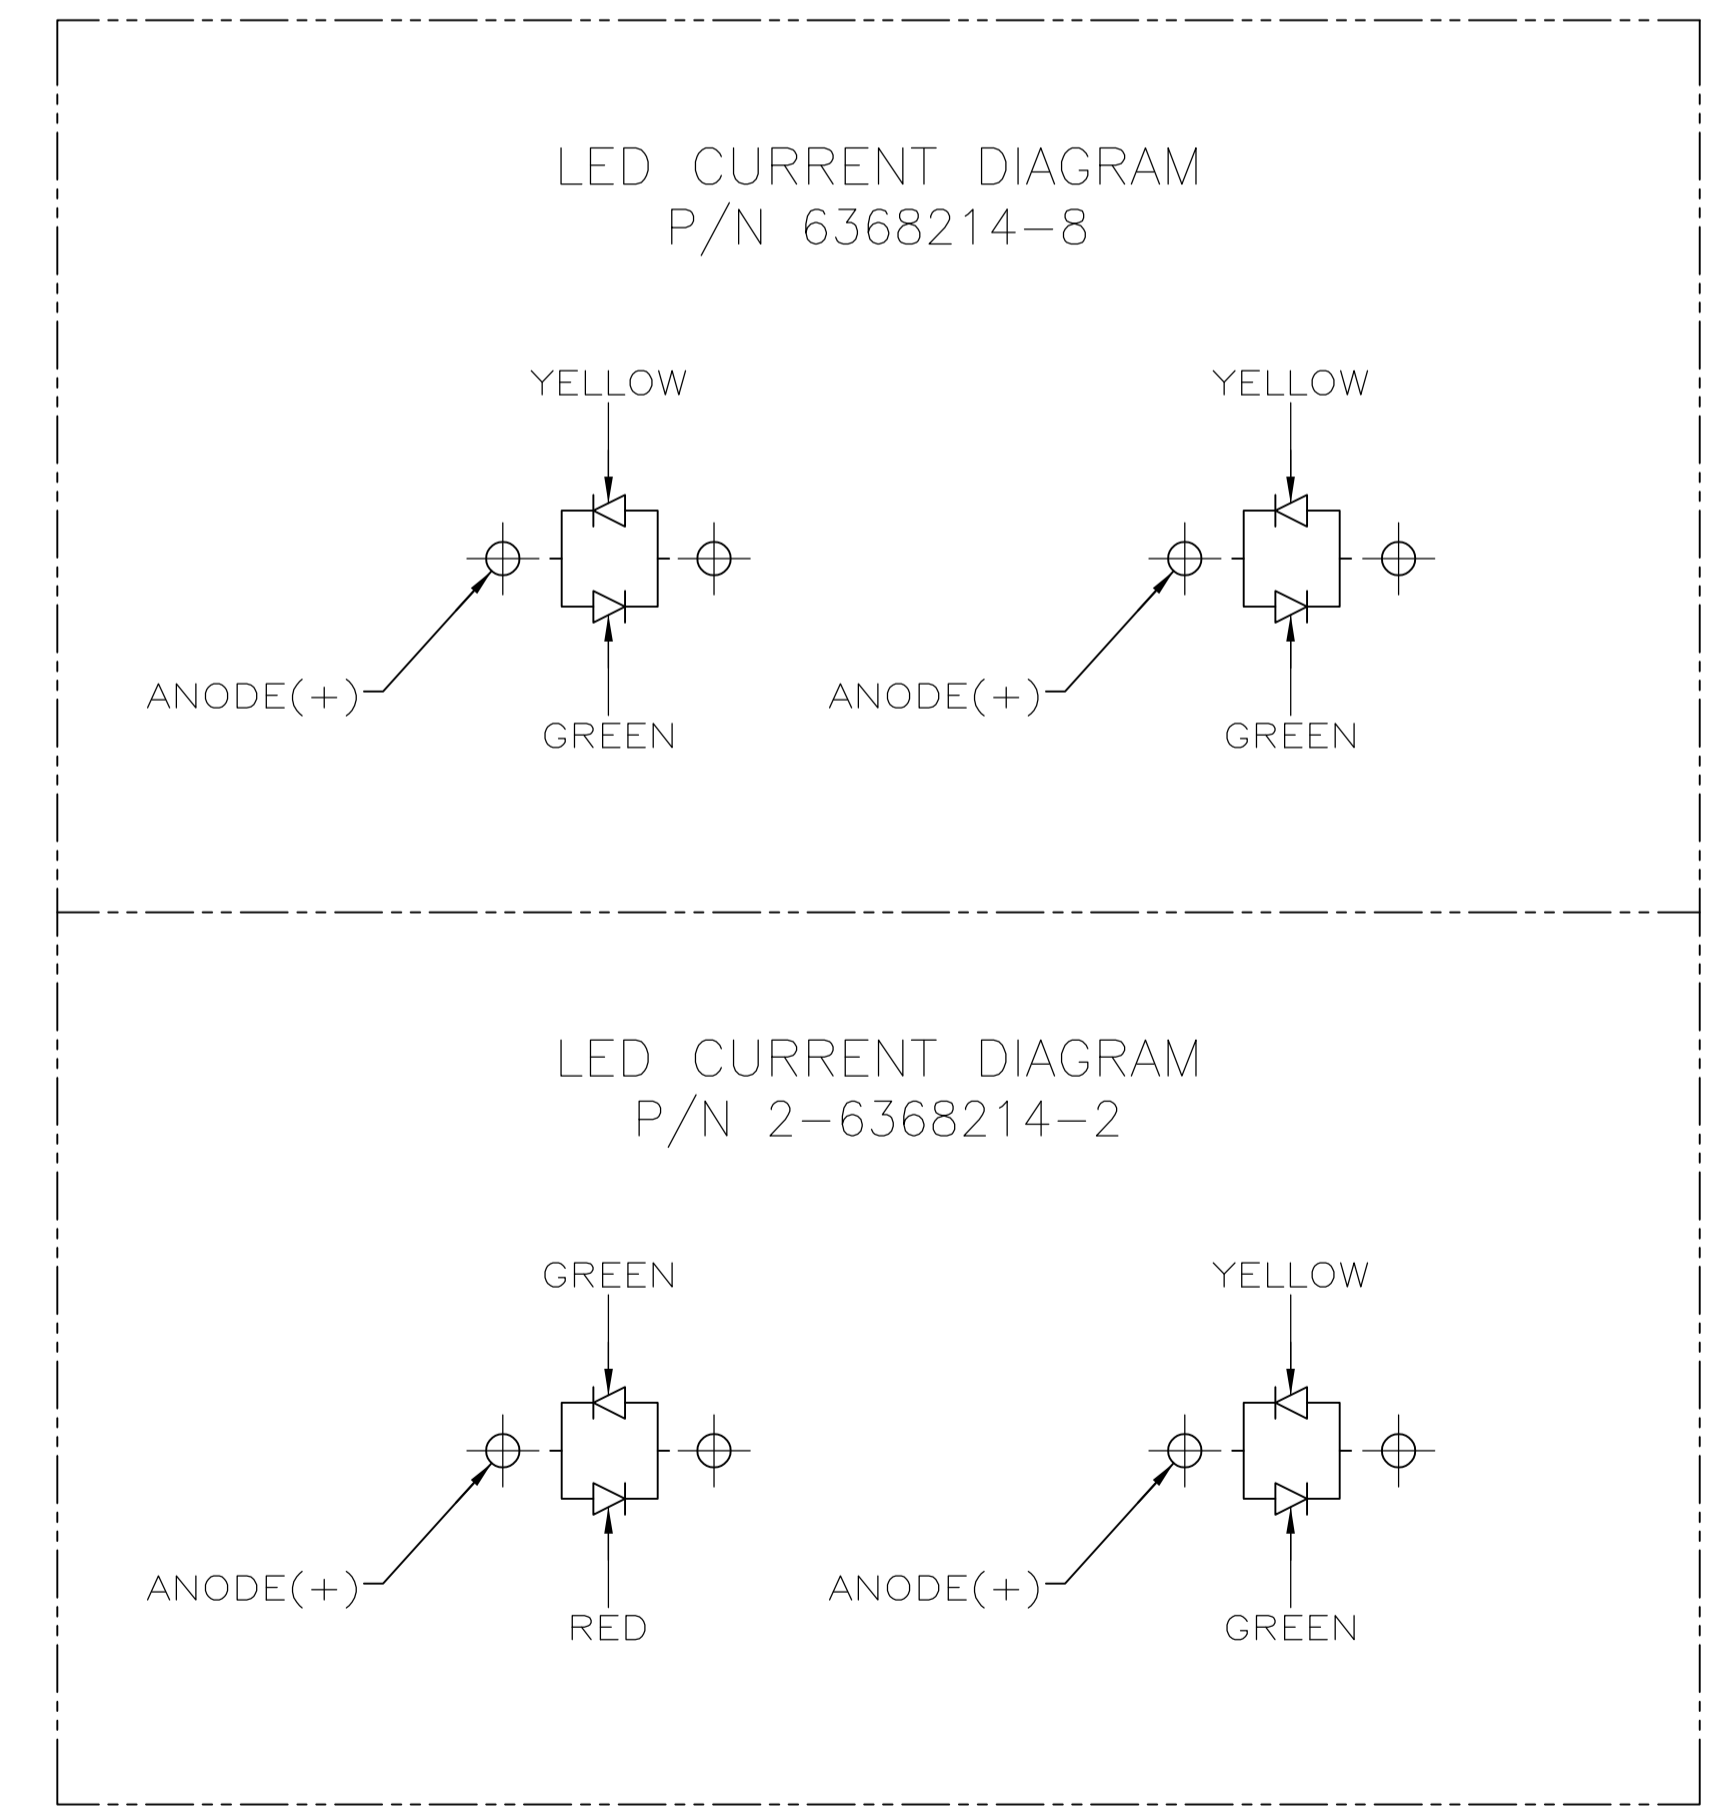 LED CURRENT DIAGRAM
P/N 6368214-8
YELLOW
YELLOW
ANODE(+)
GREEN
ANODE(+)
GREEN
LED CURRENT DIAGRAM
P/N 2-6368214-2
GREEN
YELLOW
ANODE(+)
RED
ANODE(+)
GREEN